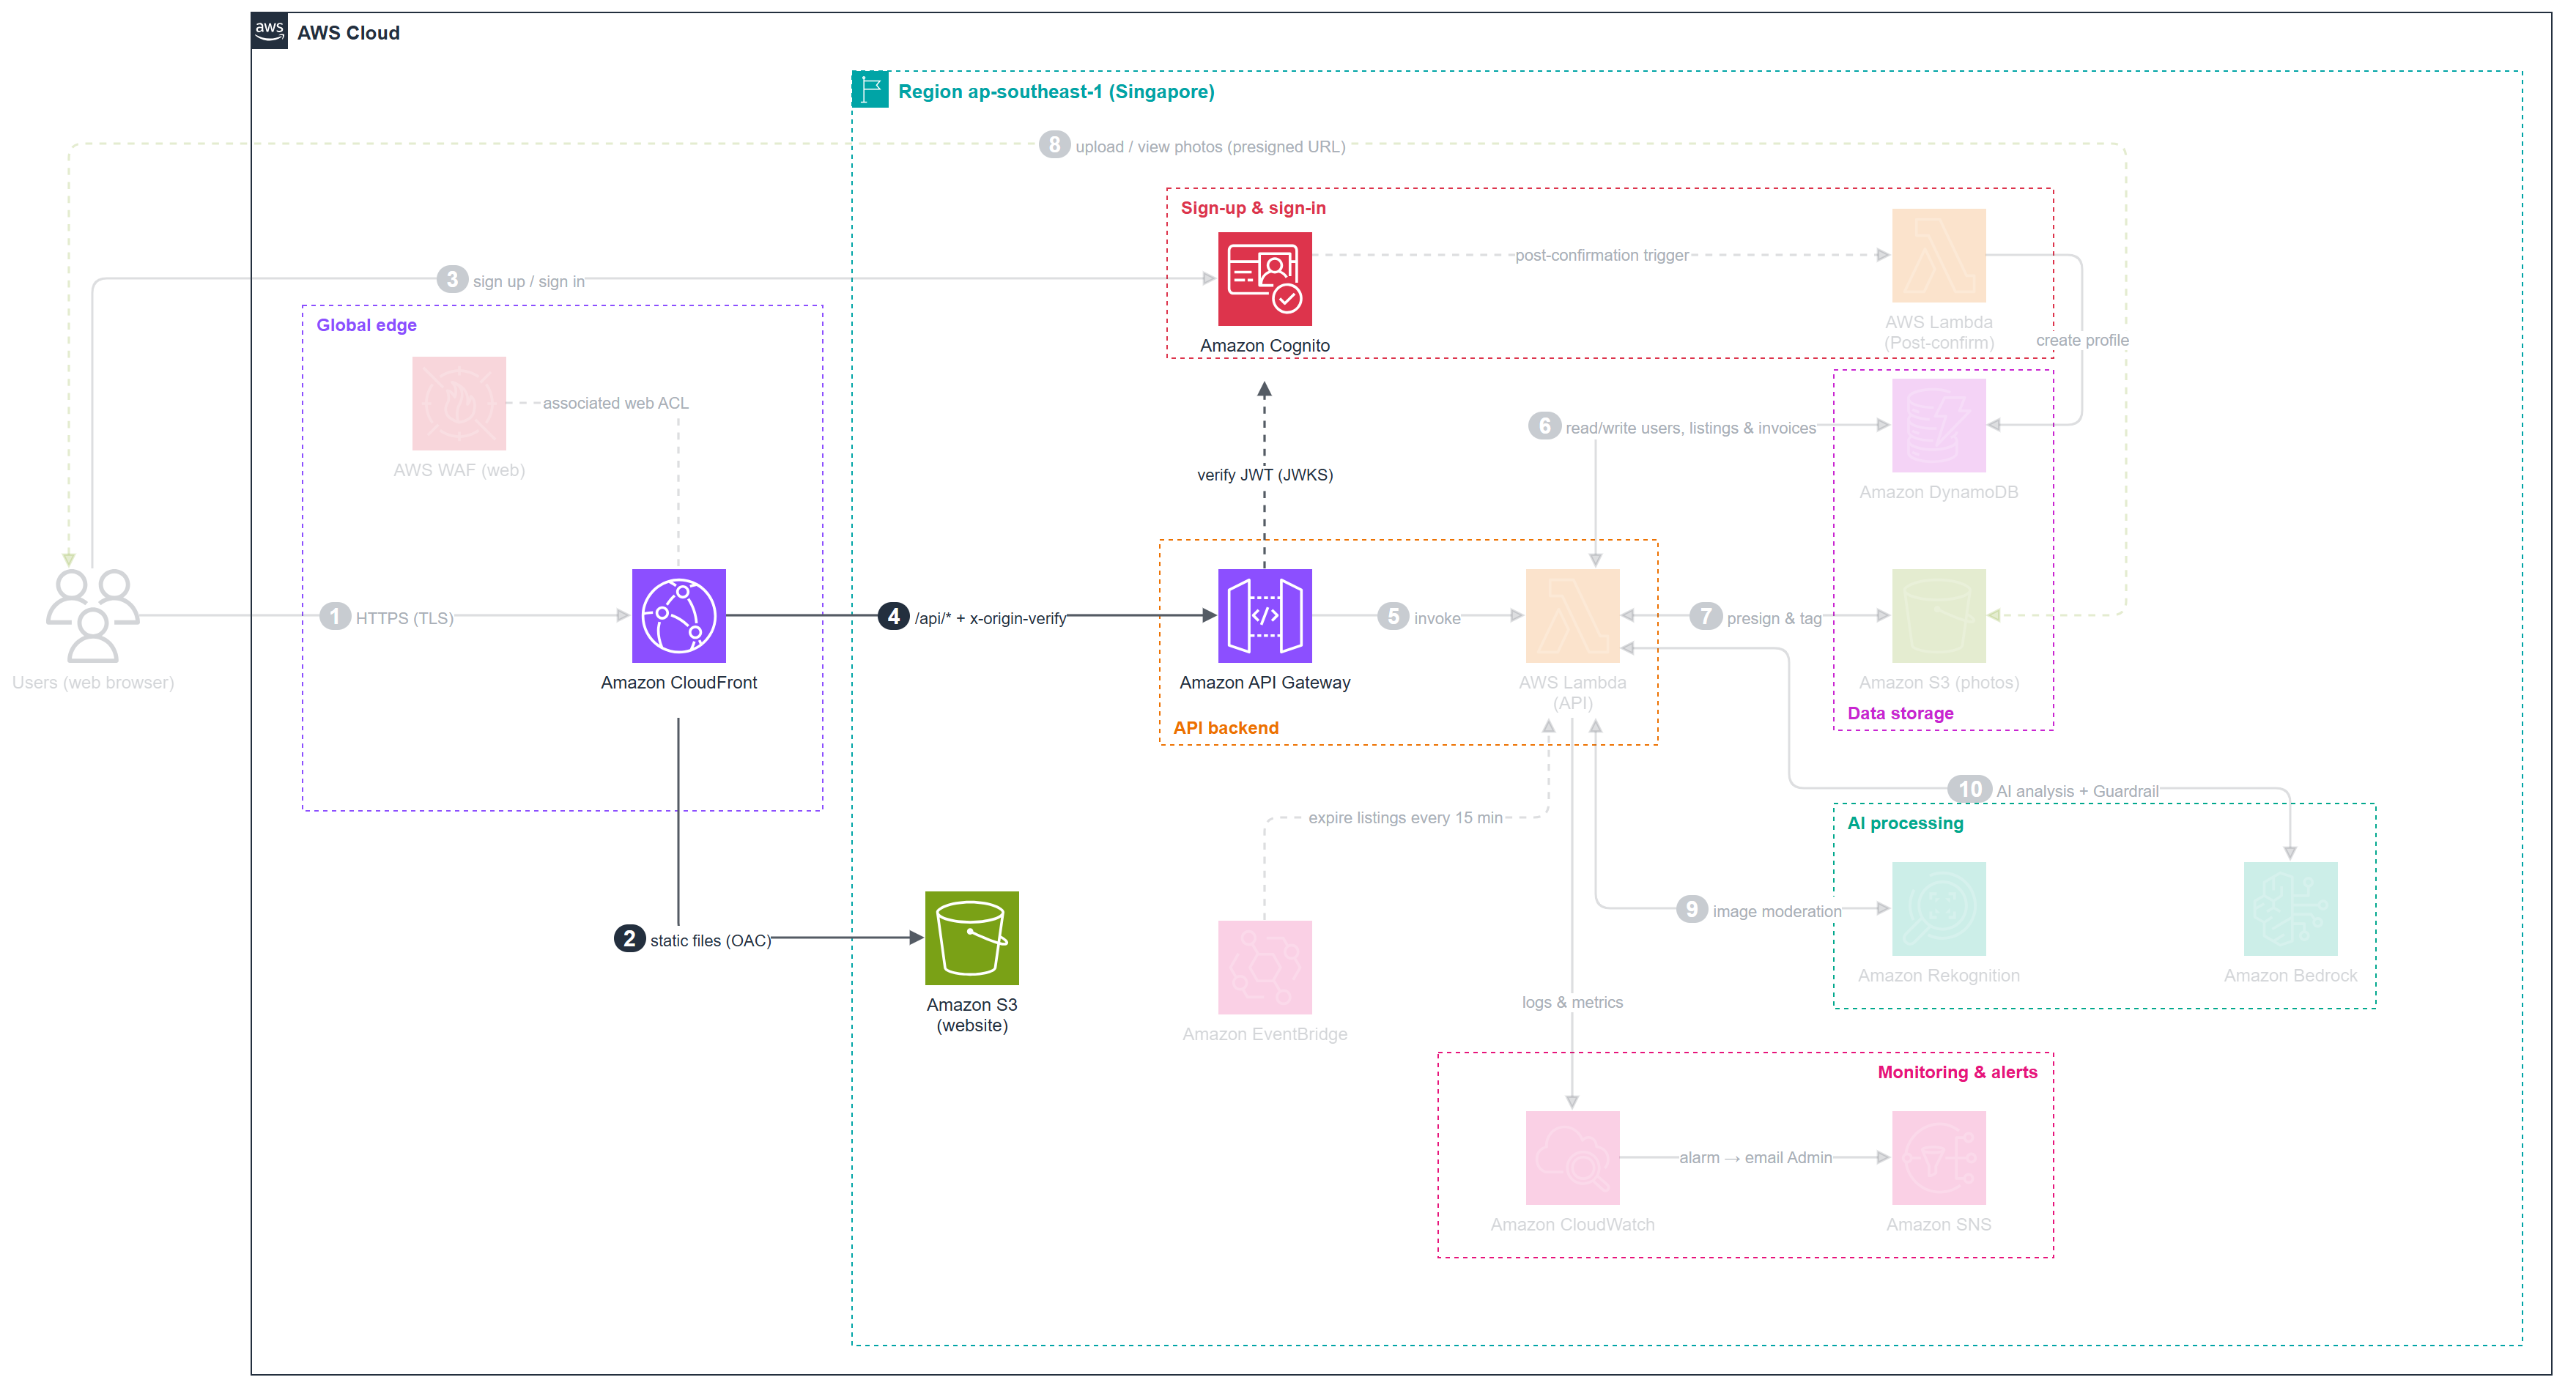 aws
AWS Cloud
Region ap-southeast-1 (Singapore)
8 upload / view photos (presigned URL)
Sign-up & sign-in
post-confirmation trigger
3 sign up / sign in
Amazon Cognito
AWS Lambda
(Post-confirm)
create profile
Global edge
associated web ACL
AWS WAF (web)
verify JWT (JWKS)
6 read/write users, listings & invoices
Amazon DynamoDB
Users (web browser)
1 HTTPS (TLS)
Amazon CloudFront
4 /api/* + x-origin-verify
</>
Amazon API Gateway
API backend
5 invoke
AWS Lambda
(API)
7 presign & tag
Amazon S3 (photos)
Data storage
10 AI analysis + Guardrail
AI processing
expire listings every 15 min
2 static files (OAC)
Amazon S3
(website)
Amazon EventBridge
9 image moderation
Amazon Rekognition
Amazon Bedrock
logs & metrics
Monitoring & alerts
alarm → email Admin
Amazon CloudWatch
Amazon SNS